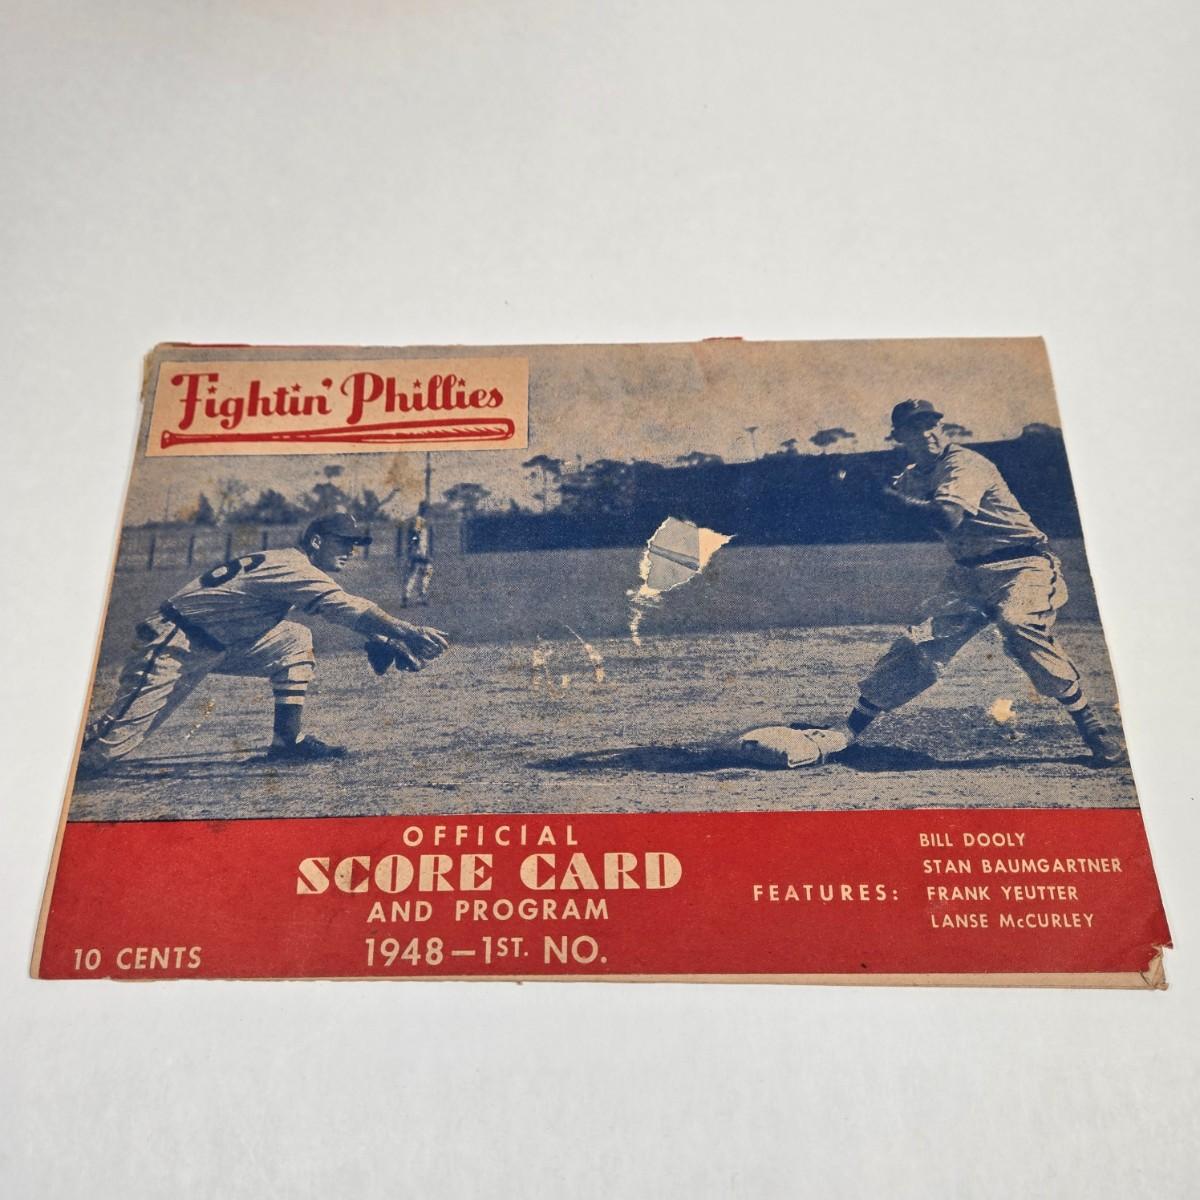 Fightin' Phillies
6
OFFICIAL
SCORE CARD
AND PROGRAM
1948-1ST. NO.
10 CENTS
FEATURES:
BILL DOOLY
STAN BAUMGARTNER
FRANK YEUTTER
LANSE McCURLEY